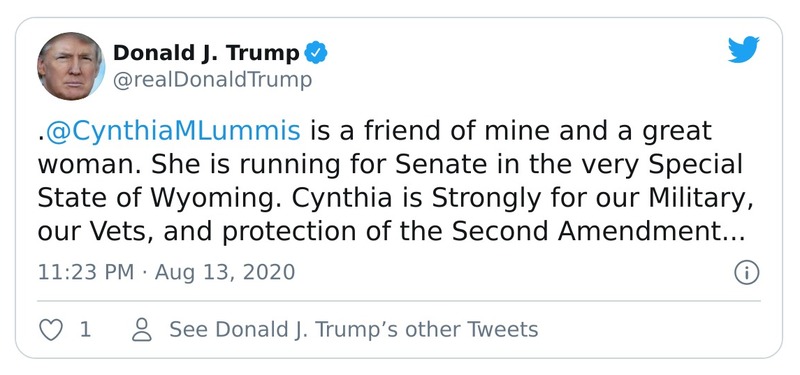 Donald J. Trump
@realDonaldTrump
.@CynthiaMLummis is a friend of mine and a great
woman. She is running for Senate in the very Special
State of Wyoming. Cynthia is Strongly for our Military,
our Vets, and protection of the Second Amendment...
11:23 PM · Aug 13, 2020
1 See Donald J. Trump’s other Tweets